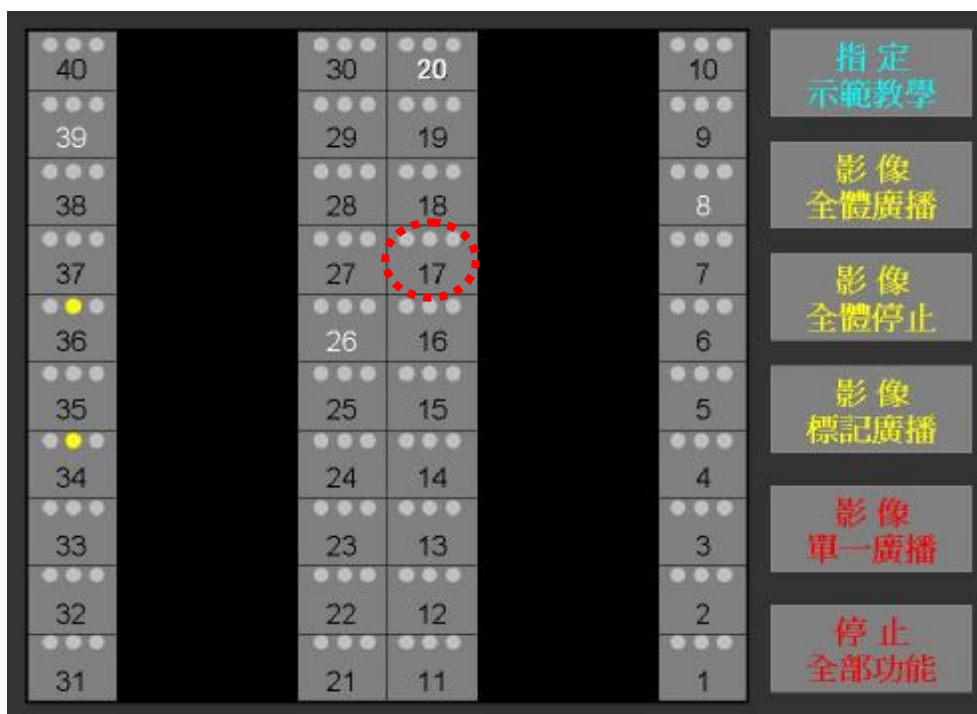 40 30 20 10
39 29 19 9
38 28 18 8
37 27 17 7
36 26 16 6
35 25 15 5
34 24 14 4
33 23 13 3
32 22 12 2
31 21 11 1
指 定
示範教學
影 像
全體廣播
影 像
全體停止
影 像
標記廣播
影 像
單一廣播
停 止
全部功能